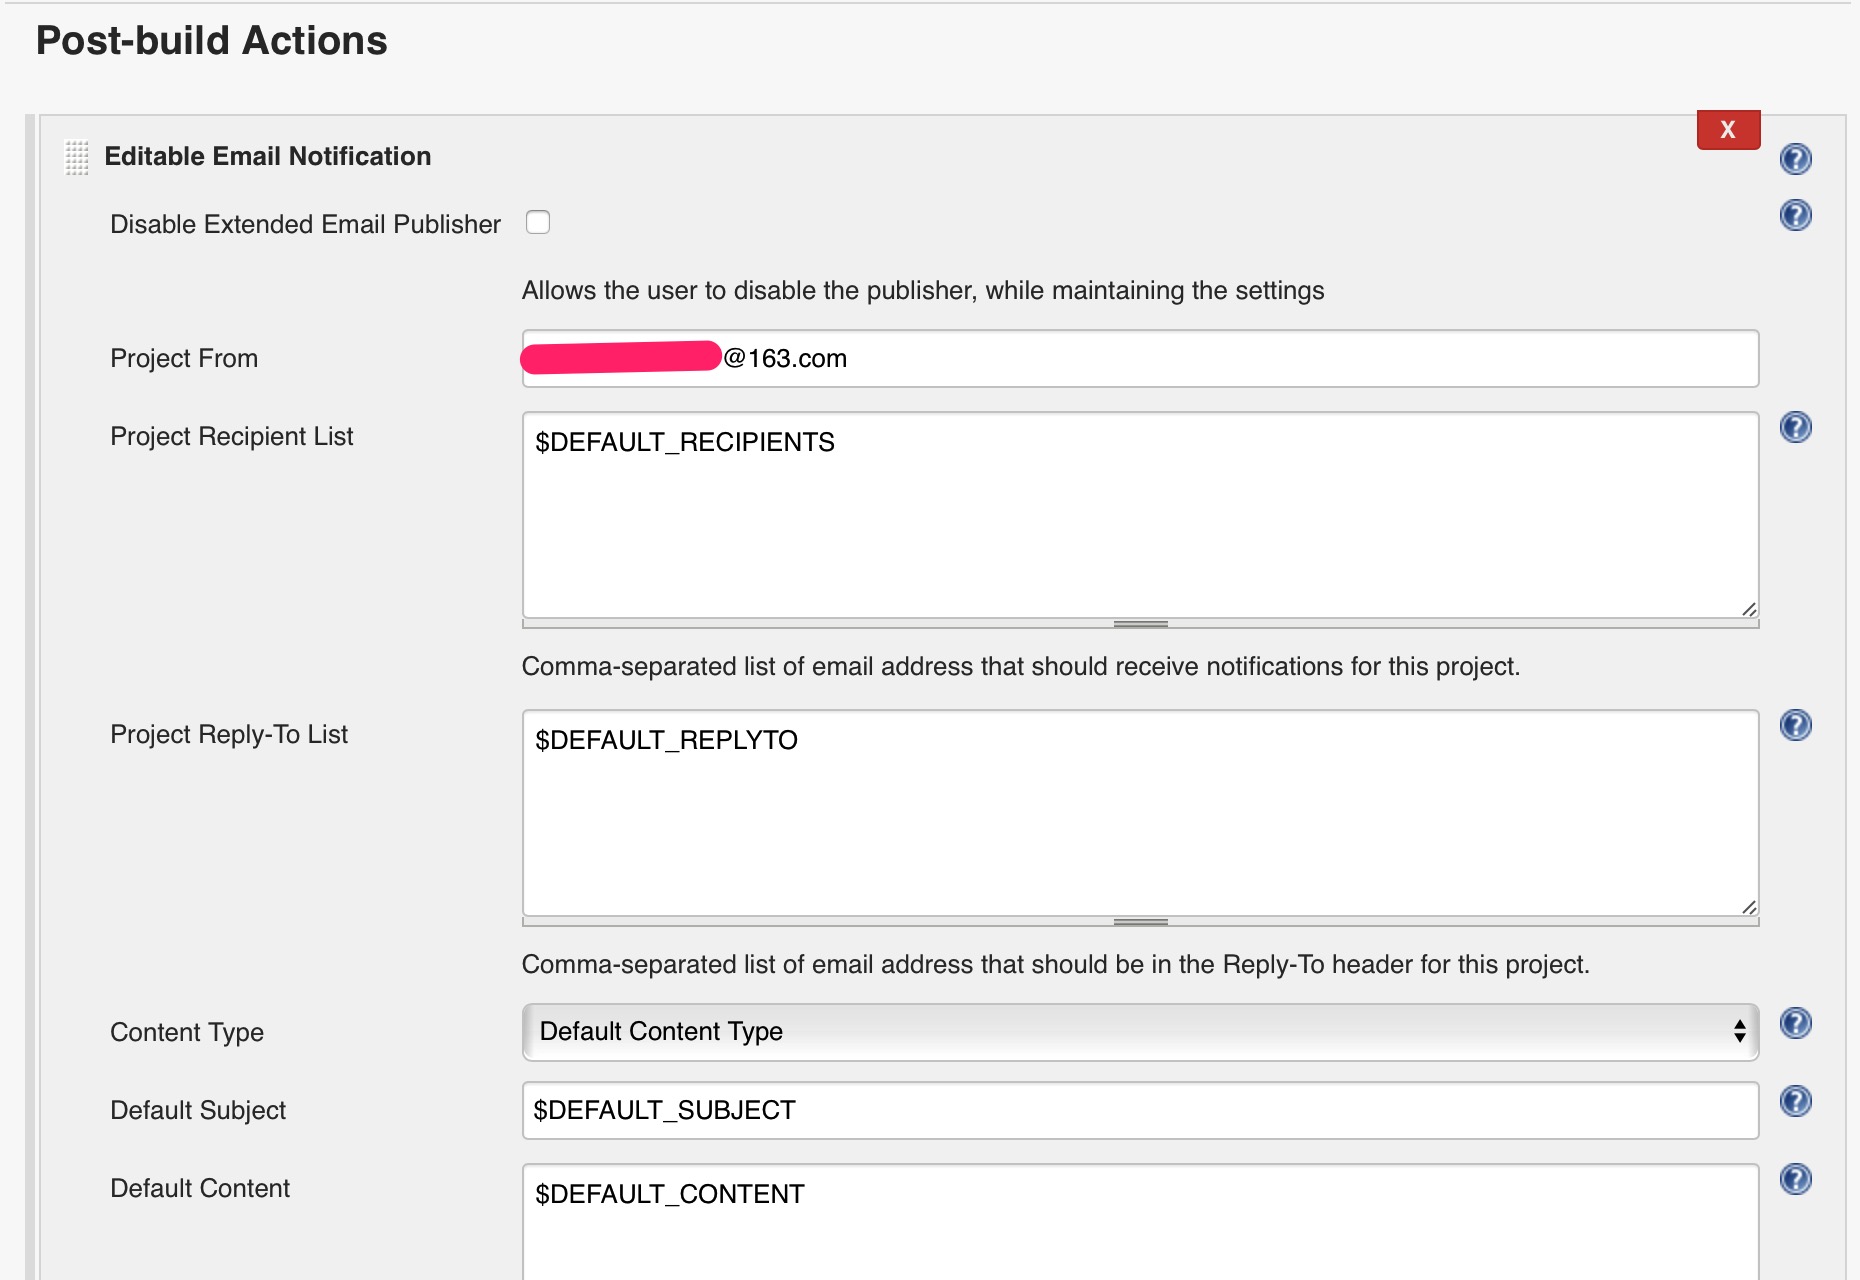 Post-build Actions
X
Editable Email Notification
Disable Extended Email Publisher
Allows the user to disable the publisher, while maintaining the settings
Project From
@163.com
Project Recipient List
$DEFAULT_RECIPIENTS
Comma-separated list of email address that should receive notifications for this project.
Project Reply-To List
$DEFAULT_REPLYTO
Comma-separated list of email address that should be in the Reply-To header for this project.
Content Type
Default Content Type
Default Subject
$DEFAULT_SUBJECT
Default Content
$DEFAULT_CONTENT